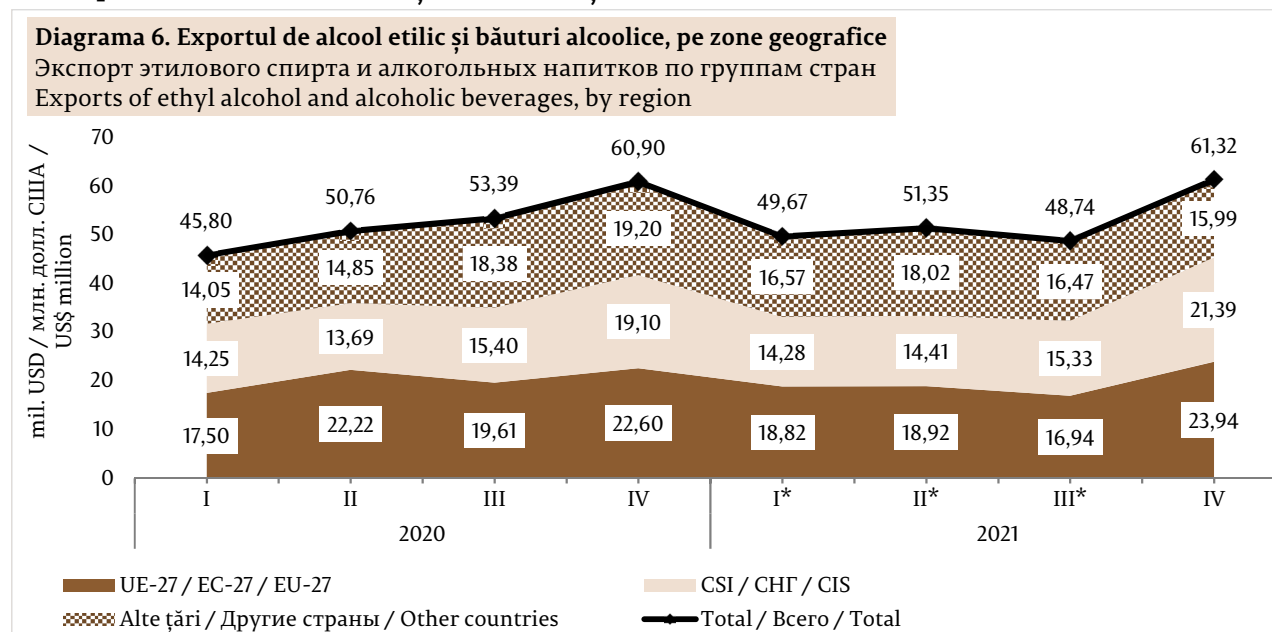 Diagrama 6. Exportul de alcool etilic și băuturi alcoolice, pe zone geografice
Экспорт этилового спирта и алкогольных напитков по группам стран
Exports of ethyl alcohol and alcoholic beverages, by region
mil. USD / млн. долл. США /
US$ million
70
60
50
40
30
20
10
0
45,80
50,76
53,39
60,90
49,67
51,35
48,74
61,32
14,05
14,85
18,38
19,20
16,57
18,02
16,47
15,99
14,25
13,69
15,40
19,10
14,28
14,41
15,33
21,39
17,50
22,22
19,61
22,60
18,82
18,92
16,94
23,94
I
II
III
IV
I*
II*
III*
IV
2020
2021
UE-27 / EC-27 / EU-27
CSI / СНГ / CIS
Alte țări / Другие страны / Other countries
Total / Всего / Total